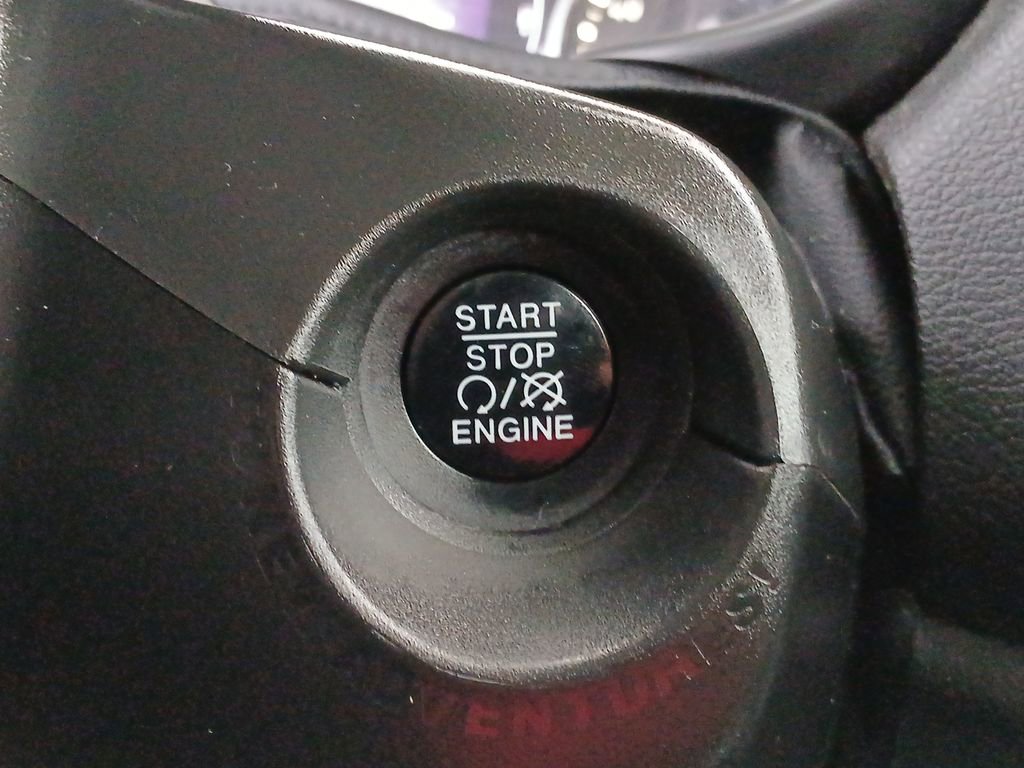 START
STOP
/
ENGINE